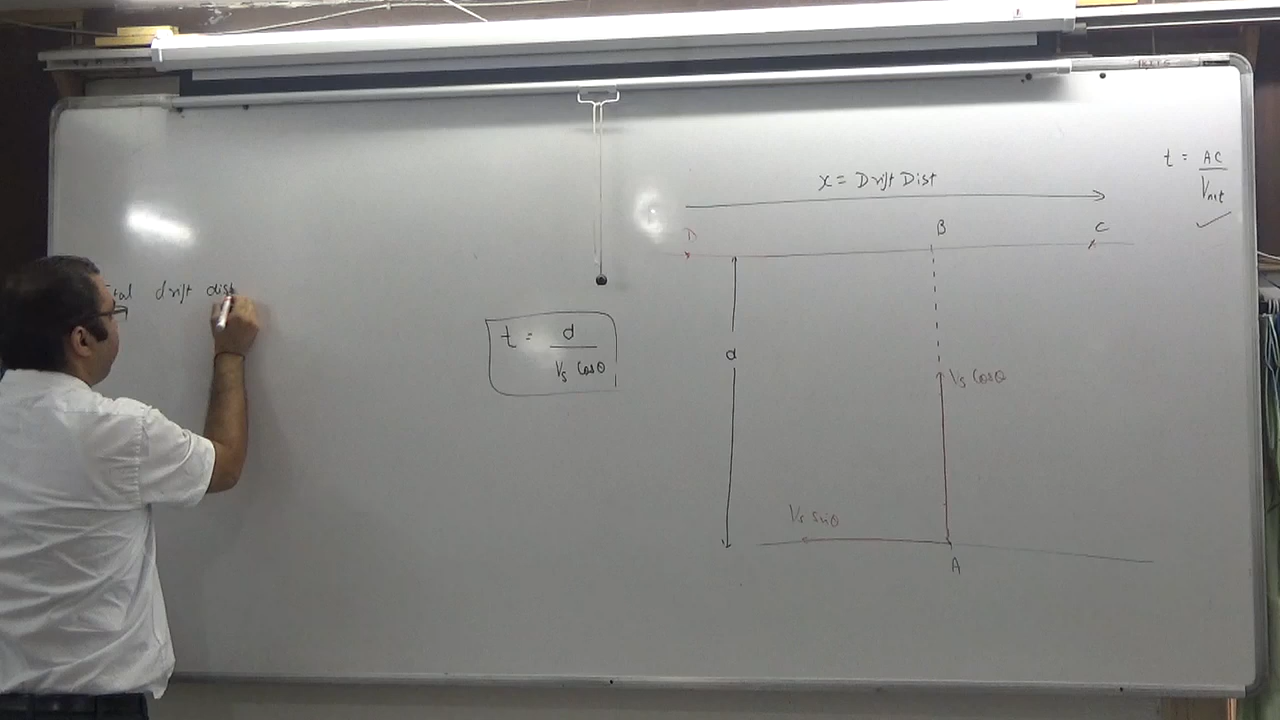 tal drift dist
t = d / Vs Cosθ
x = Drift Dist
D
B
C
d
Vs Cosθ
Vs sinθ
A
t = AC / Vnet